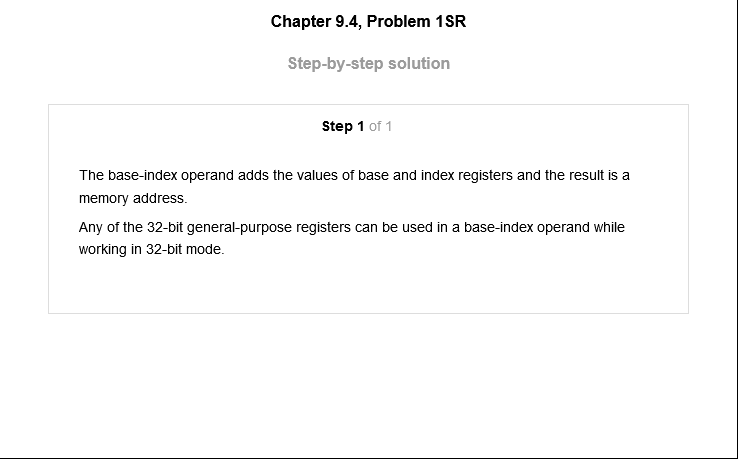 Chapter 9.4, Problem 1SR
Step-by-step solution
Step 1 of 1
The base-index operand adds the values of base and index registers and the result is a
memory address.
Any of the 32-bit general-purpose registers can be used in a base-index operand while
working in 32-bit mode.